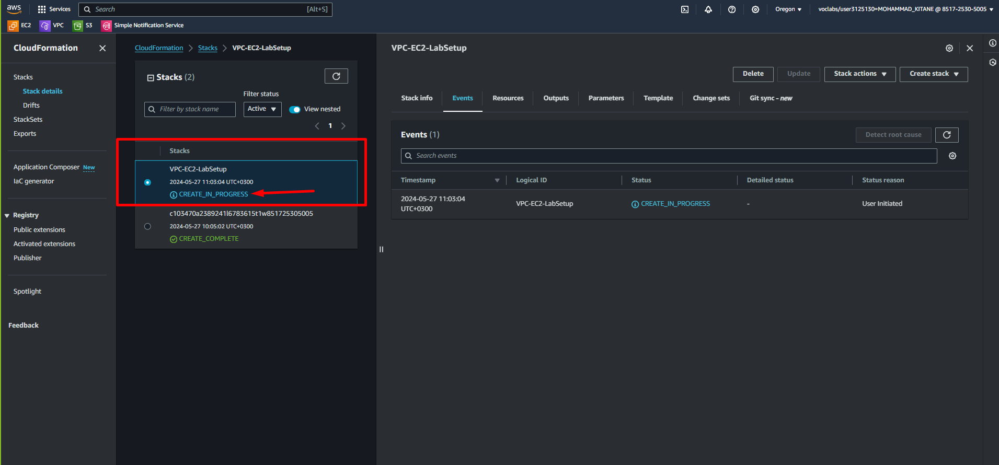 aws
Services
Search
[Alt+S]
Oregon
voclabs/user3125130=MOHAMMAD_KITANE @ 8517-2530-5005
EC2
VPC
S3
Simple Notification Service
CloudFormation
Stacks
Stack details
Drifts
StackSets
Exports
Application Composer New
IaC generator
Registry
Public extensions
Activated extensions
Publisher
Spotlight
Feedback
CloudFormation
Stacks
VPC-EC2-LabSetup
Stacks (2)
Filter status
Filter by stack name
Active
View nested
1
Stacks
VPC-EC2-LabSetup
2024-05-27 11:03:04 UTC+0300
CREATE_IN_PROGRESS
c103470a2389241l6783615t1w851725305005
2024-05-27 10:05:02 UTC+0300
CREATE_COMPLETE
VPC-EC2-LabSetup
Delete
Update
Stack actions
Create stack
Stack info
Events
Resources
Outputs
Parameters
Template
Change sets
Git sync - new
Events (1)
Detect root cause
Search events
Timestamp
Logical ID
Status
Detailed status
Status reason
2024-05-27 11:03:04
UTC+0300
VPC-EC2-LabSetup
CREATE_IN_PROGRESS
-
User Initiated